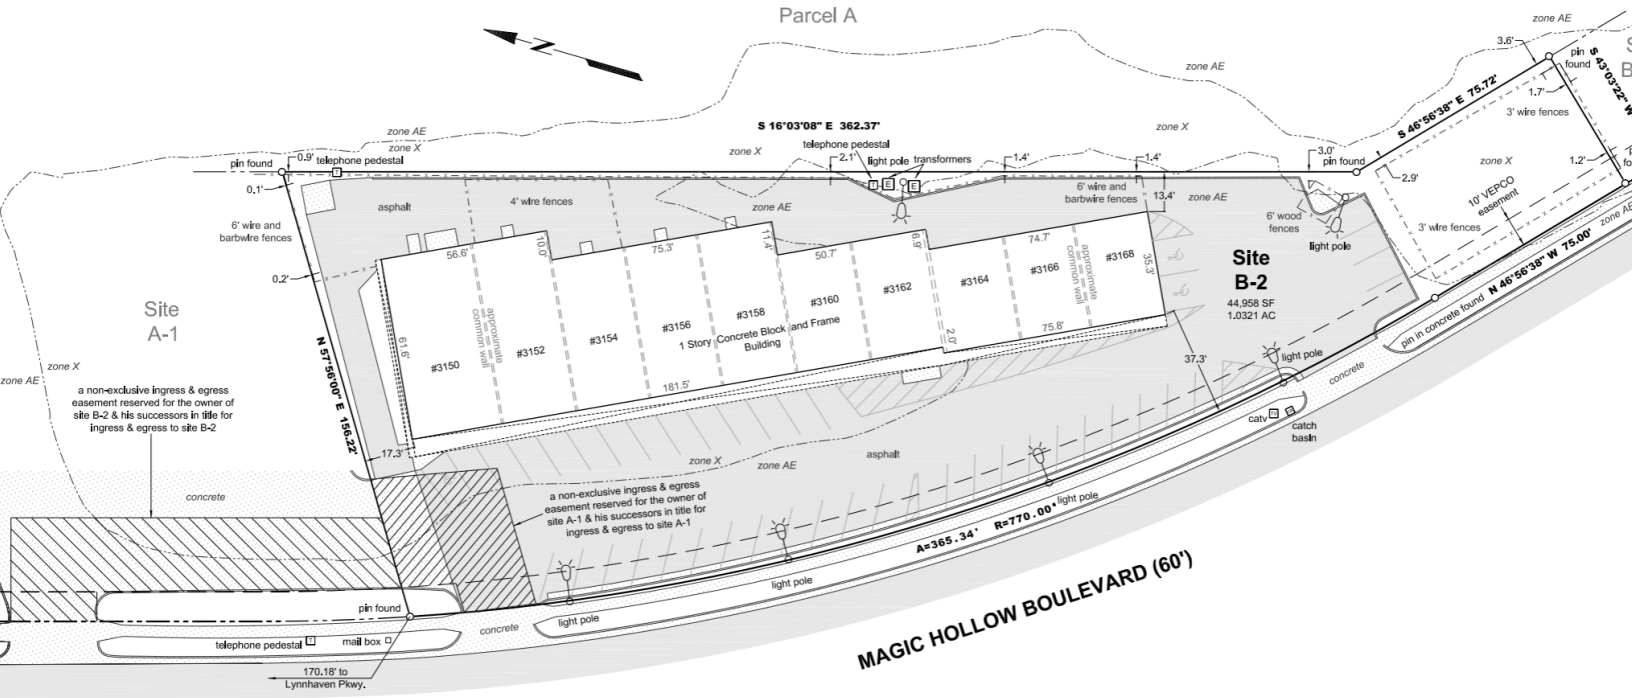 Parcel A
zone AE
3.6'
pin
found
S 43°03'22" W
1.7'
3' wire fences
zone AE
S 46°56'38" E 75.72'
S 16°03'08" E 362.37'
zone AE
zone X
zone X
zone X
zone X
telephone pedestal
pin found
0.9'
telephone pedestal
2.1'
light pole
transformers
1.4'
1.4'
3.0'
pin found
1.2'
T
T
E
E
0.1'
2.9'
10' VEPCO
easement
asphalt
4' wire fences
zone AE
6' wire and
barbwire fences
13.4'
zone AE
6' wire and
barbwire fences
6' wood
fences
light pole
3' wire fences
zone AE
0.2'
56.6'
10.0'
75.3'
11.4'
50.7'
6.9'
74.7'
35.3'
Site
B-2
44,958 SF
1.0321 AC
N 46°56'38" W 75.00'
pin in concrete found
Site
A-1
61.6'
#3150
approximate
common wall
#3152
#3154
#3156
#3158
#3160
#3162
#3164
#3166
approximate
common wall
#3168
1 Story Concrete Block and Frame
Building
2.0'
75.8'
181.5'
37.3'
light pole
concrete
zone AE
zone X
a non-exclusive ingress & egress
easement reserved for the owner of
site B-2 & his successors in title for
ingress & egress to site B-2
N 57°56'00" E 156.22'
17.3'
catv
catch
basin
zone X
zone AE
asphalt
concrete
a non-exclusive ingress & egress
easement reserved for the owner of
site A-1 & his successors in title for
ingress & egress to site A-1
light pole
A=365.34' R=770.00'
light pole
light pole
pin found
MAGIC HOLLOW BOULEVARD (60')
telephone pedestal
T
mail box
concrete
170.18' to
Lynnhaven Pkwy.